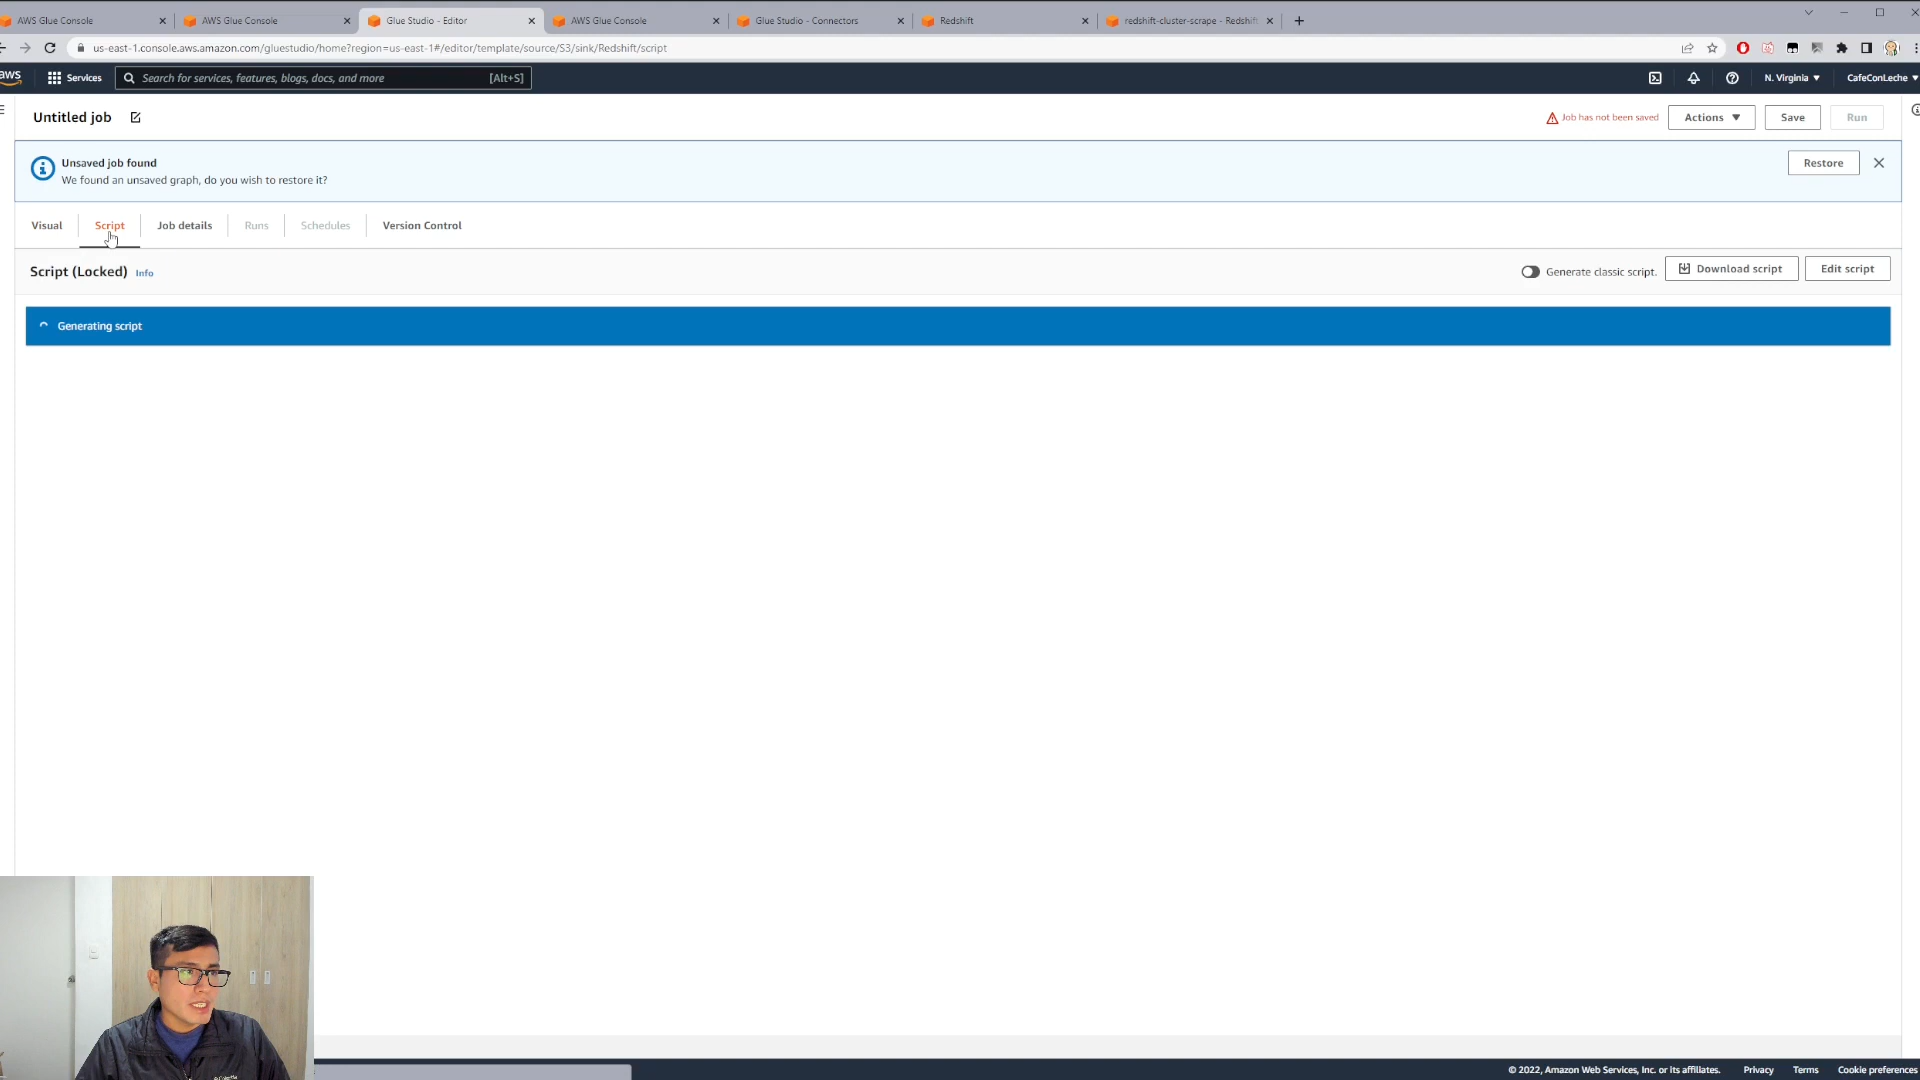 AWS Glue Console
AWS Glue Console
Glue Studio - Editor
AWS Glue Console
Glue Studio - Connectors
Redshift
redshift-cluster-scrape - Redshift
us-east-1.console.aws.amazon.com/gluestudio/home?region=us-east-1#/editor/template/source/S3/sink/Redshift/script
aws
Services
Search for services, features, blogs, docs, and more
[Alt+S]
N. Virginia
CafeConLeche
Untitled job
Job has not been saved
Actions
Save
Run
Unsaved job found
We found an unsaved graph, do you wish to restore it?
Restore
Visual
Script
Job details
Runs
Schedules
Version Control
Script (Locked)
Info
Generate classic script.
Download script
Edit script
Generating script
© 2022, Amazon Web Services, Inc. or its affiliates.
Privacy
Terms
Cookie preferences